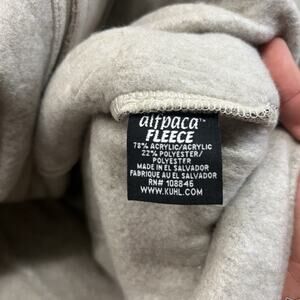 alfpaca™
FLEECE
78% ACRYLIC/ACRYLIC
22% POLYESTER/
POLYESTER
MADE IN EL SALVADOR
FABRIQUE AU EL SALVADOR
RN# 108846
WWW.KUHL.COM